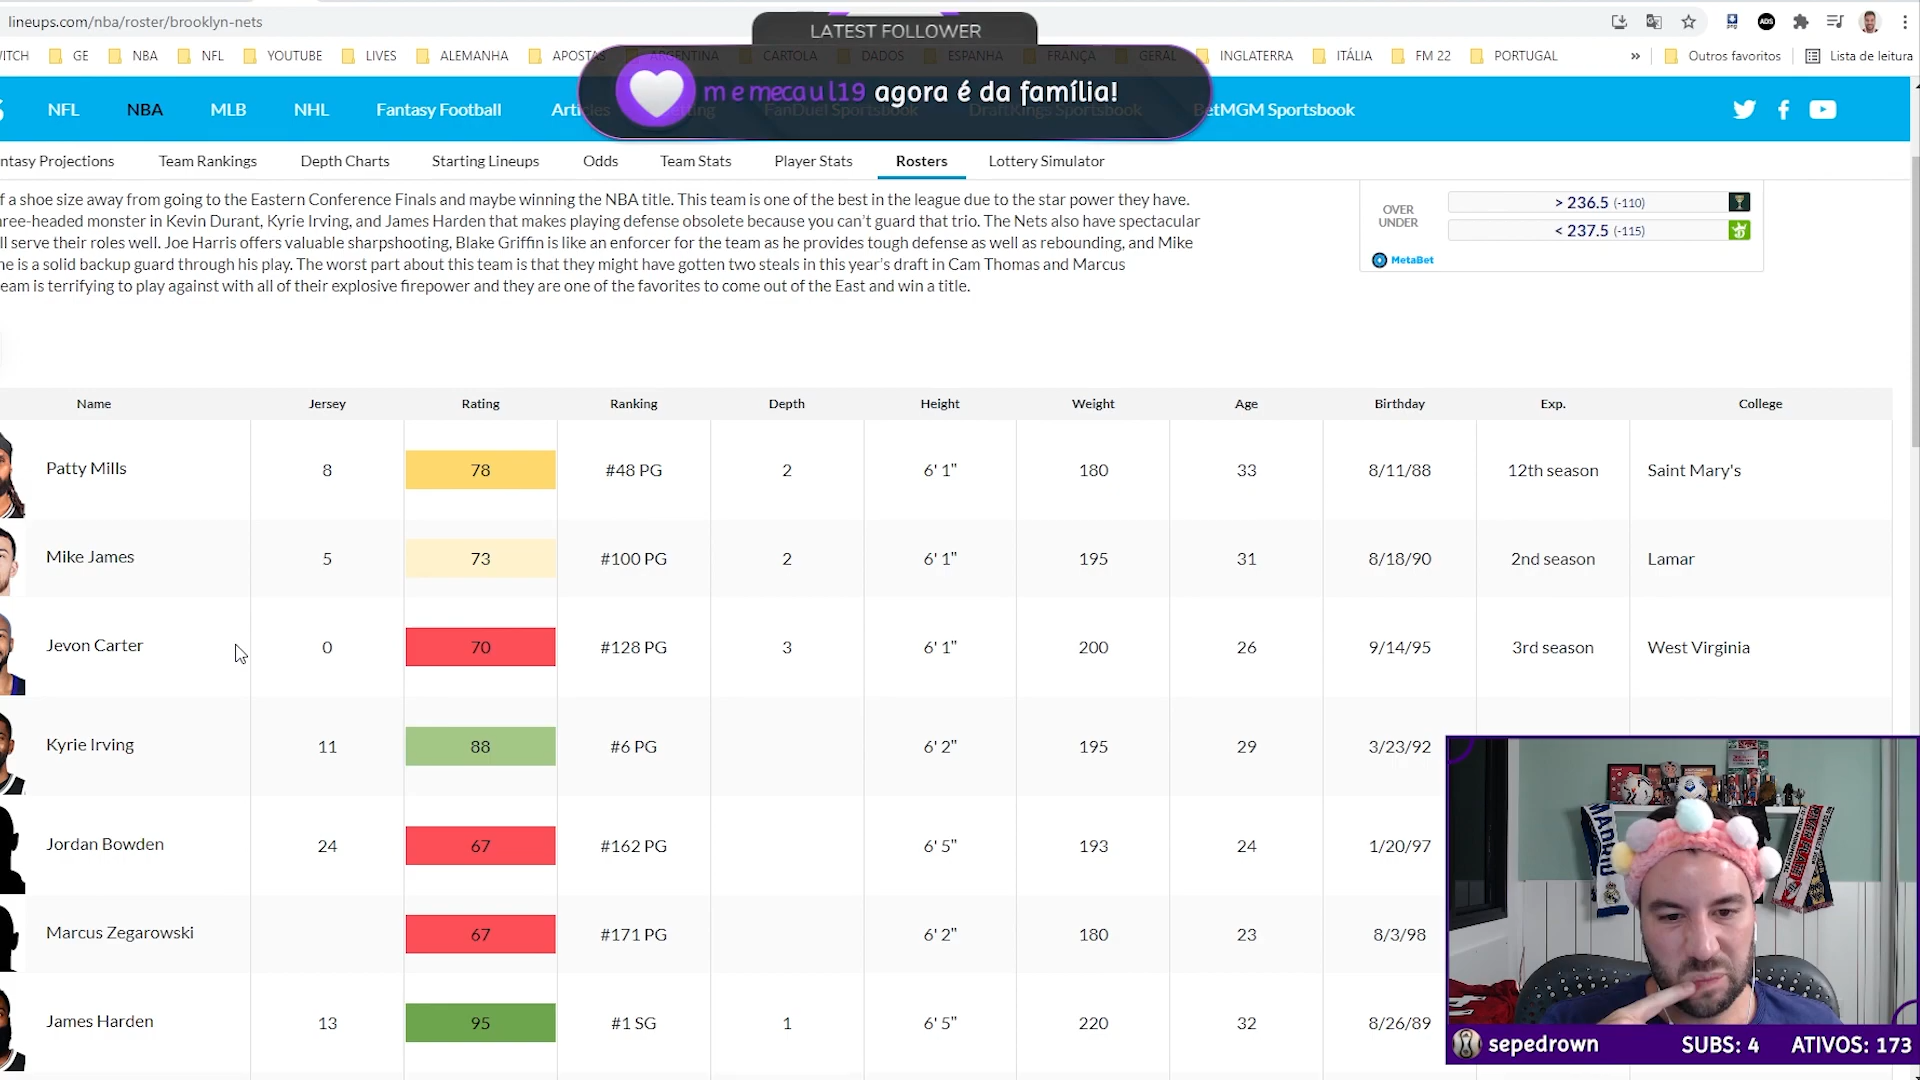 lineups.com/nba/roster/brooklyn-nets
LATEST FOLLOWER
memecaul19 agora é da família!
ITCH GE NBA NFL YOUTUBE LIVES ALEMANHA APOSTAS ARGENTINA CARTOLA DADOS ESPANHA FRANÇA GERAL INGLATERRA ITÁLIA FM 22 PORTUGAL » Outros favoritos Lista de leitura
NFL NBA MLB NHL Fantasy Football Artic etting FanDuel Sportsbook DraftKings Sportsbook BetMGM Sportsbook
ntasy Projections Team Rankings Depth Charts Starting Lineups Odds Team Stats Player Stats Rosters Lottery Simulator
f a shoe size away from going to the Eastern Conference Finals and maybe winning the NBA title. This team is one of the best in the league due to the star power they have.
hree-headed monster in Kevin Durant, Kyrie Irving, and James Harden that makes playing defense obsolete because you can't guard that trio. The Nets also have spectacular
ll serve their roles well. Joe Harris offers valuable sharpshooting, Blake Griffin is like an enforcer for the team as he provides tough defense as well as rebounding, and Mike
ne is a solid backup guard through his play. The worst part about this team is that they might have gotten two steals in this year's draft in Cam Thomas and Marcus
eam is terrifying to play against with all of their explosive firepower and they are one of the favorites to come out of the East and win a title.
OVER
UNDER
> 236.5 (-110)
< 237.5 (-115)
MetaBet
Name Jersey Rating Ranking Depth Height Weight Age Birthday Exp. College
Patty Mills 8 78 #48 PG 2 6' 1" 180 33 8/11/88 12th season Saint Mary's
Mike James 5 73 #100 PG 2 6' 1" 195 31 8/18/90 2nd season Lamar
Jevon Carter 0 70 #128 PG 3 6' 1" 200 26 9/14/95 3rd season West Virginia
Kyrie Irving 11 88 #6 PG 6' 2" 195 29 3/23/92
Jordan Bowden 24 67 #162 PG 6' 5" 193 24 1/20/97
Marcus Zegarowski 67 #171 PG 6' 2" 180 23 8/3/98
James Harden 13 95 #1 SG 1 6' 5" 220 32 8/26/89
sepedrown SUBS: 4 ATIVOS: 173